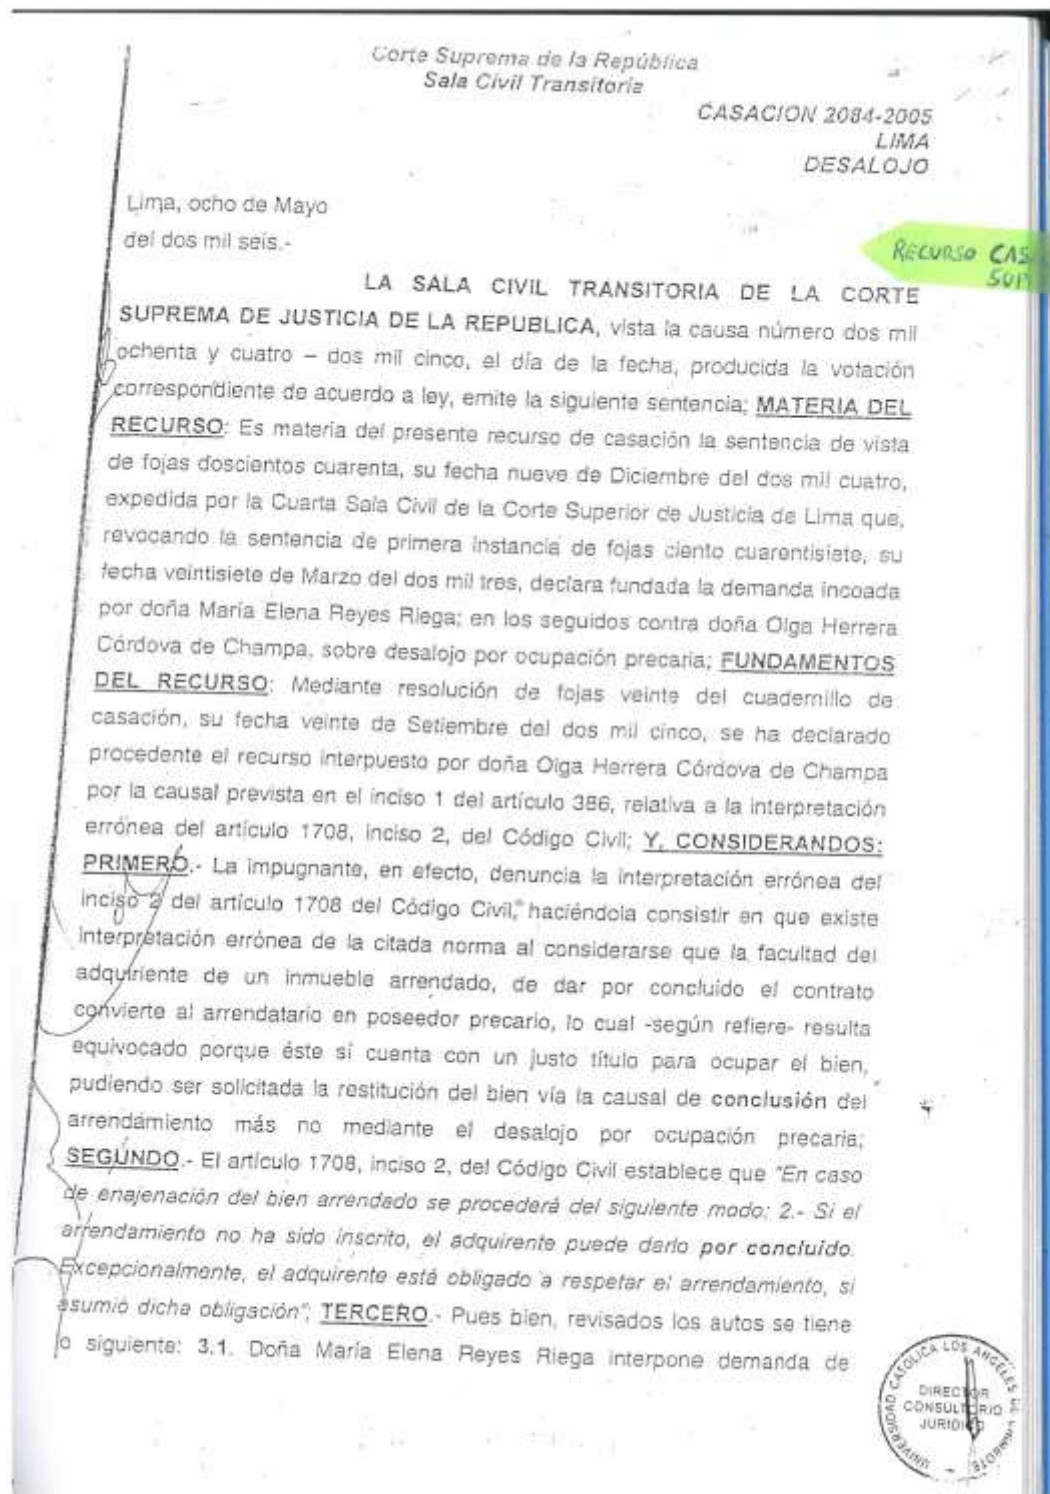 Corte Suprema de la República
Sala Civil Transitoria
CASACION 2084-2005
LIMA
DESALOJO
Lima, ocho de Mayo
del dos mil seis.-
RECURSO CAS
SUP
LA SALA CIVIL TRANSITORIA DE LA CORTE
SUPREMA DE JUSTICIA DE LA REPUBLICA, vista la causa número dos mil
ochenta y cuatro – dos mil cinco, el día de la fecha, producida la votación
correspondiente de acuerdo a ley, emite la siguiente sentencia; MATERIA DEL
RECURSO: Es materia del presente recurso de casación la sentencia de vista
de fojas doscientos cuarenta, su fecha nueve de Diciembre del dos mil cuatro,
expedida por la Cuarta Sala Civil de la Corte Superior de Justicia de Lima que,
revocando la sentencia de primera instancia de fojas ciento cuarentisiete, su
fecha veintisiete de Marzo del dos mil tres, declara fundada la demanda incoada
por doña María Elena Reyes Riega; en los seguidos contra doña Olga Herrera
Córdova de Champa, sobre desalojo por ocupación precaria; FUNDAMENTOS
DEL RECURSO: Mediante resolución de fojas veinte del cuadernillo de
casación, su fecha veinte de Setiembre del dos mil cinco, se ha declarado
procedente el recurso interpuesto por doña Olga Herrera Córdova de Champa
por la causal prevista en el inciso 1 del artículo 386, relativa a la interpretación
errónea del artículo 1708, inciso 2, del Código Civil; Y, CONSIDERANDOS:
PRIMERO.- La impugnante, en efecto, denuncia la interpretación errónea del
inciso 2 del artículo 1708 del Código Civil, haciéndola consistir en que existe
interpretación errónea de la citada norma al considerarse que la facultad del
adquiriente de un inmueble arrendado, de dar por concluido el contrato
convierte al arrendatario en poseedor precario, lo cual -según refiere- resulta
equivocado porque éste sí cuenta con un justo título para ocupar el bien,
pudiendo ser solicitada la restitución del bien vía la causal de conclusión del
arrendamiento más no mediante el desalojo por ocupación precaria;
SEGUNDO.- El artículo 1708, inciso 2, del Código Civil establece que "En caso
de enajenación del bien arrendado se procederá del siguiente modo: 2.- Si el
arrendamiento no ha sido inscrito, el adquirente puede darlo por concluido.
Excepcionalmente, el adquirente está obligado a respetar el arrendamiento, si
asumió dicha obligación"; TERCERO.- Pues bien, revisados los autos se tiene
lo siguiente: 3.1. Doña María Elena Reyes Riega interpone demanda de
UNIVERSIDAD CATOLICA LOS ANGELES DE CHIMBOTE
DIRECTOR
CONSULTORIO
JURIDICO